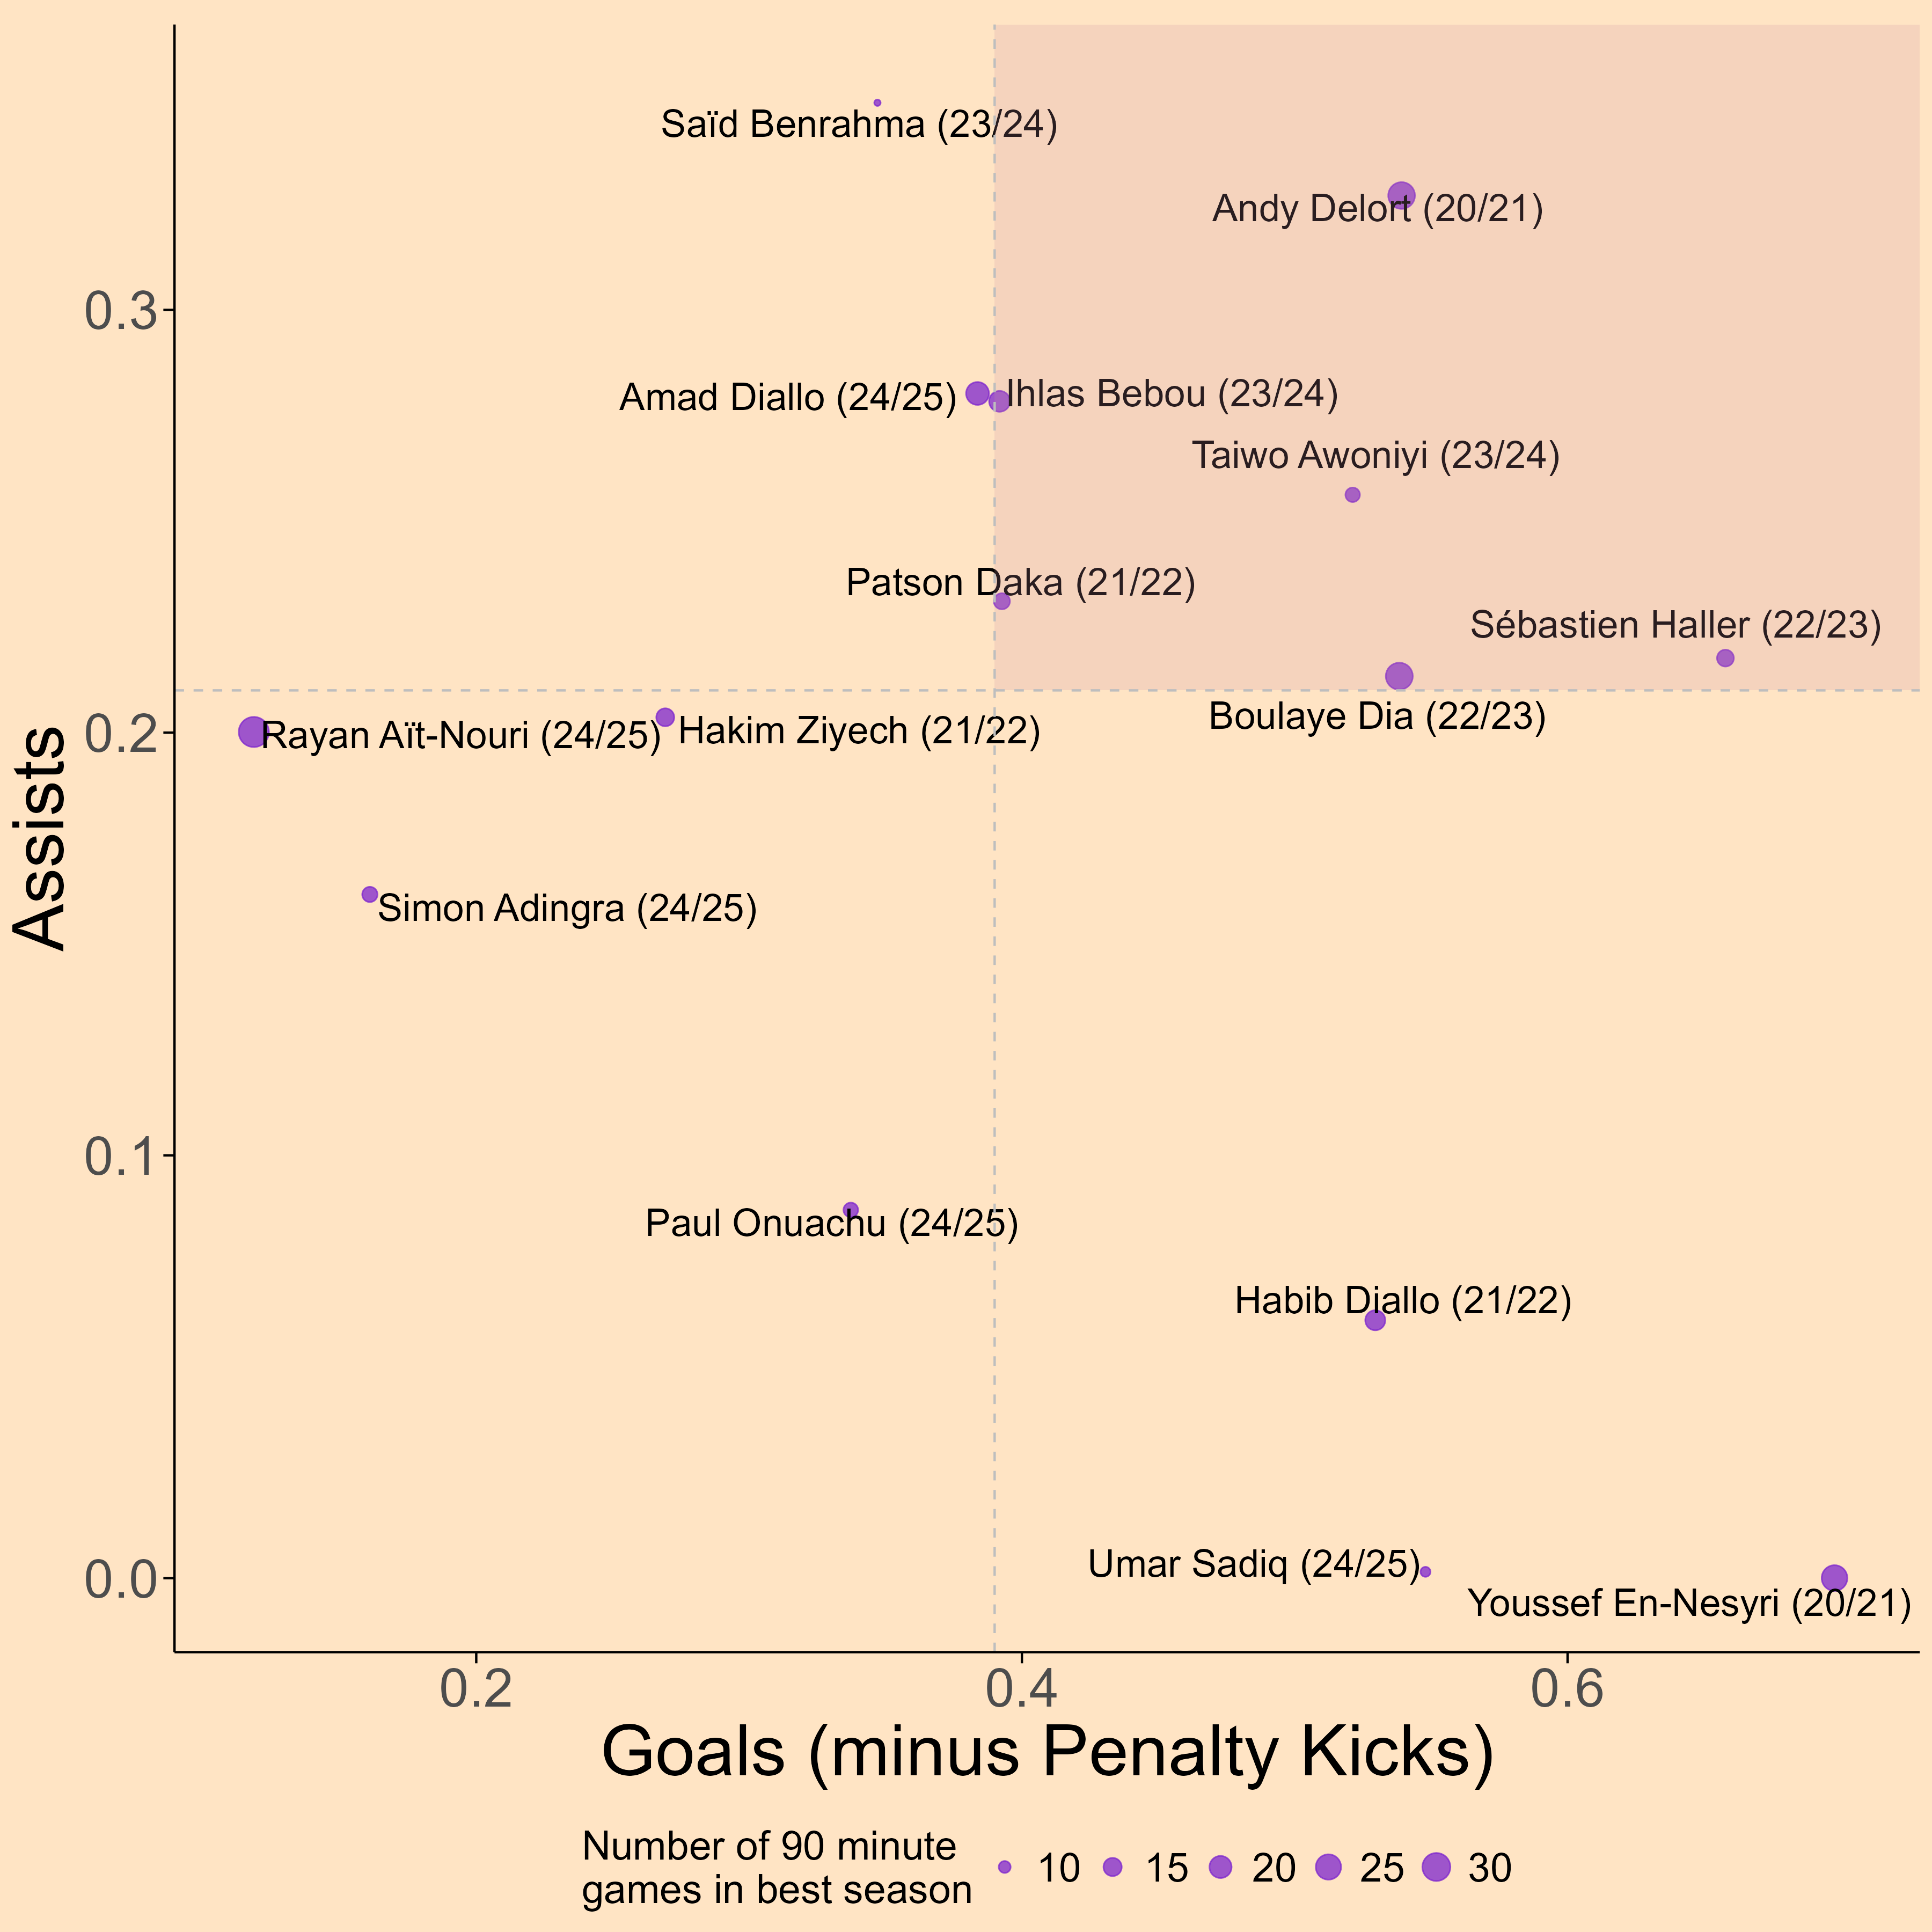 Saïd Benrahma (23/24)
Andy Delort (20/21)
0.3
Amad Diallo (24/25)
Ihlas Bebou (23/24)
Taiwo Awoniyi (23/24)
Patson Daka (21/22)
Sébastien Haller (22/23)
Boulaye Dia (22/23)
0.2
Rayan Aït-Nouri (24/25)
Hakim Ziyech (21/22)
Assists
Simon Adingra (24/25)
0.1
Paul Onuachu (24/25)
Habib Diallo (21/22)
Umar Sadiq (24/25)
0.0
Youssef En-Nesyri (20/21)
0.2
0.4
0.6
Goals (minus Penalty Kicks)
Number of 90 minute
games in best season
10
15
20
25
30